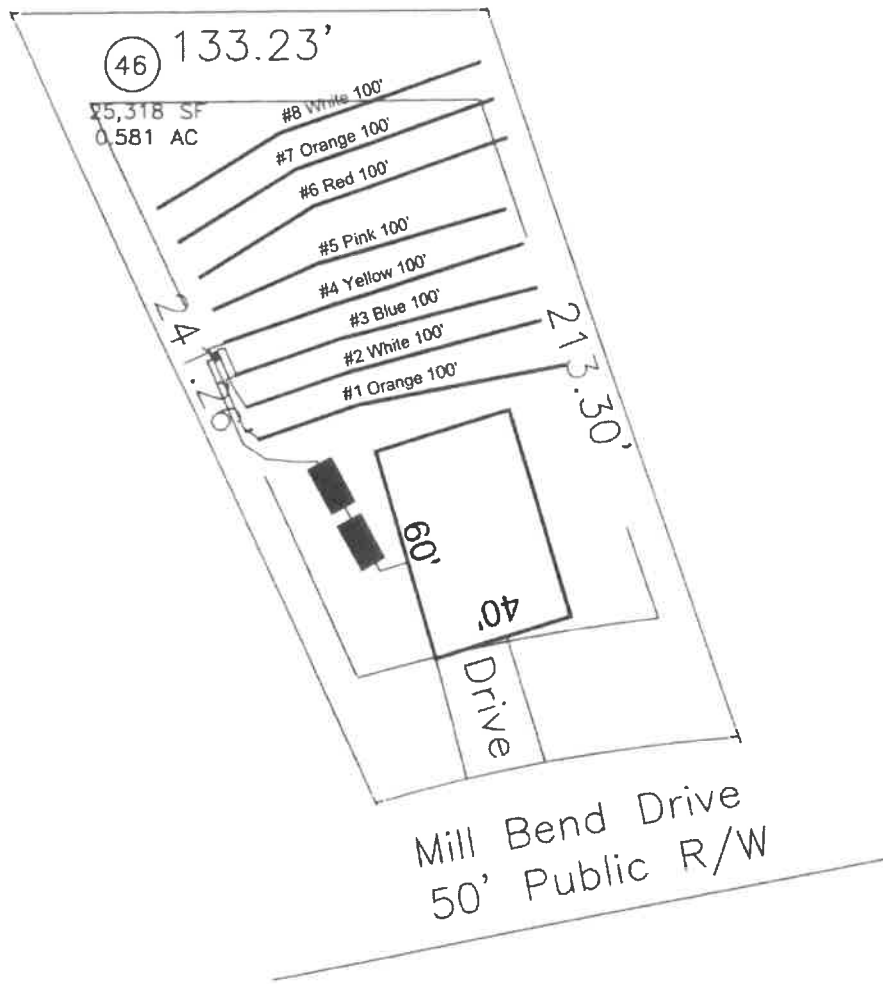 46 133.23'
25,318 SF
0.581 AC
#8 White 100'
#7 Orange 100'
#6 Red 100'
#5 Pink 100'
#4 Yellow 100'
#3 Blue 100'
#2 White 100'
#1 Orange 100'
213.30'
60'
40'
Drive
Mill Bend Drive
50' Public R/W